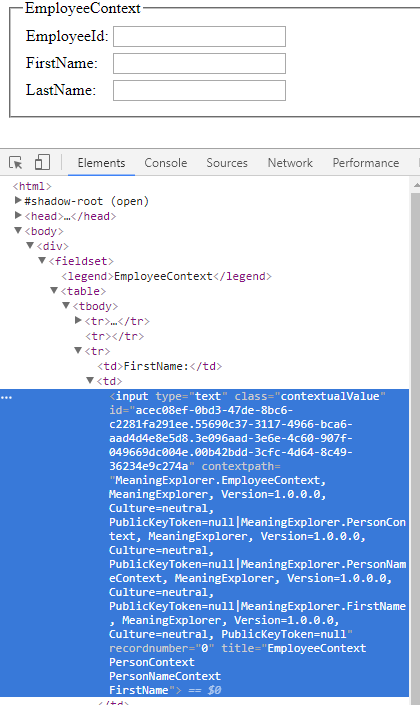 EmployeeContext
EmployeeId:
FirstName:
LastName:
Elements Console Sources Network Performance
<html>
#shadow-root (open)
<head>…</head>
<body>
<div>
<fieldset>
<legend>EmployeeContext</legend>
<table>
<tbody>
<tr>…</tr>
<tr></tr>
<tr>
<td>FirstName:</td>
<td>
<input type="text" class="contextualValue"
id="acec08ef-0bd3-47de-8bc6-
c2281fa291ee.55690c37-3117-4966-bca6-
aad4d4e8e5d8.3e096aad-3e6e-4c60-907f-
049669dc004e.00b42bdd-3cfc-4d64-8c49-
36234e9c274a" contextpath=
"MeaningExplorer.EmployeeContext,
MeaningExplorer, Version=1.0.0.0,
Culture=neutral,
PublicKeyToken=null|MeaningExplorer.PersonCon
text, MeaningExplorer, Version=1.0.0.0,
Culture=neutral,
PublicKeyToken=null|MeaningExplorer.PersonNam
eContext, MeaningExplorer, Version=1.0.0.0,
Culture=neutral,
PublicKeyToken=null|MeaningExplorer.FirstName
, MeaningExplorer, Version=1.0.0.0,
Culture=neutral, PublicKeyToken=null"
recordnumber="0" title="EmployeeContext
PersonContext
PersonNameContext
FirstName"> == $0
</td>